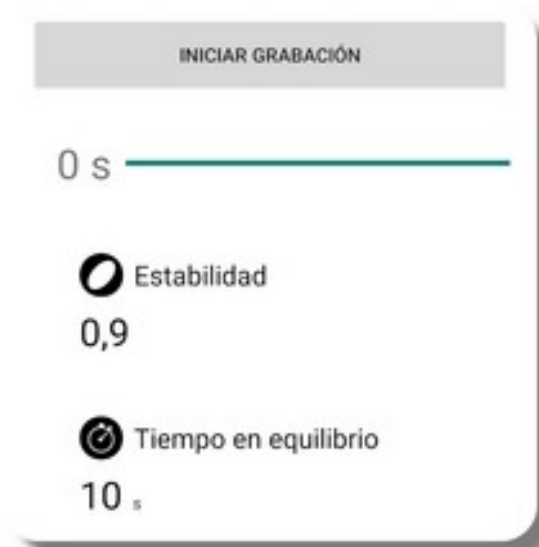 INICIAR GRABACIÓN
0 s
Estabilidad
0,9
Tiempo en equilibrio
10 s